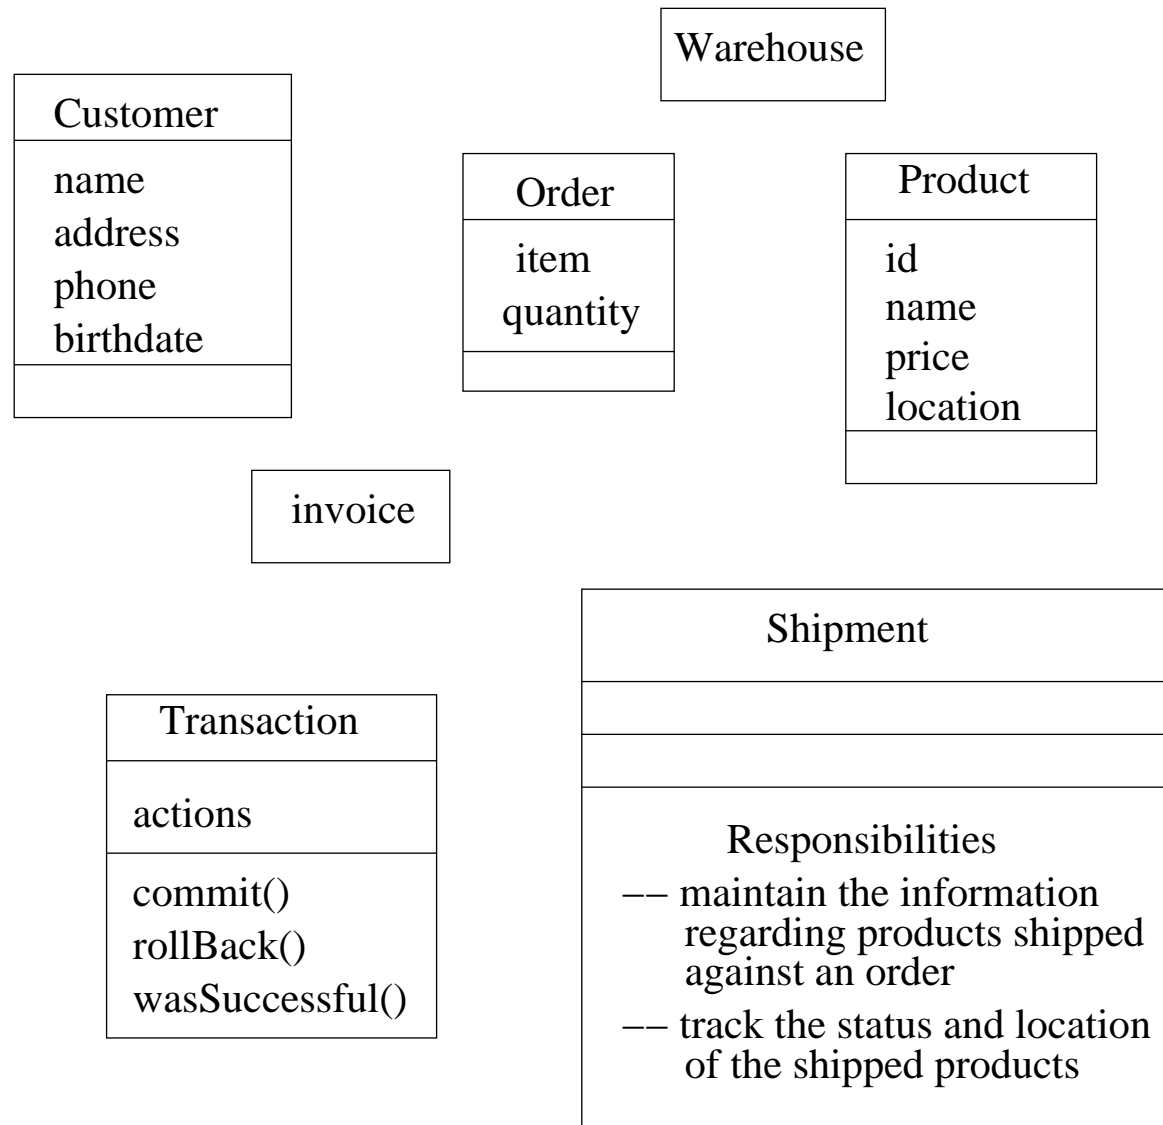 Warehouse
Customer
name
address
phone
birthdate
Order
item
quantity
Product
id
name
price
location
invoice
Transaction
actions
commit()
rollBack()
wasSuccessful()
Shipment
Responsibilities
−− maintain the information
regarding products shipped
against an order
−− track the status and location
of the shipped products